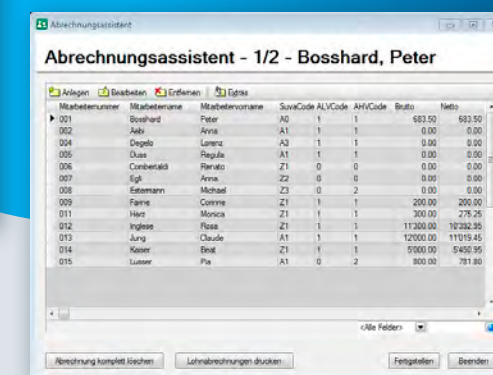 Abrechnungsassistent
Abrechnungsassistent - 1/2 - Bosshard, Peter
Anlegen Bearbeiten Entfernen Extras
Mitarbeiternummer Mitarbeitername Mitarbeitervorname SuvaCode ALVCode AHVCode Brutto Netto
001 Bosshard Peter A0 1 1 683.50 683.50
002 Aebi Anna A1 1 1 0.00 0.00
004 Degelo Lorenz A3 1 1 0.00 0.00
005 Duss Regula A1 1 1 0.00 0.00
006 Combertaldi Renato Z1 0 0 0.00 0.00
007 Egli Anna Z2 0 0 0.00 0.00
008 Estermann Michael Z3 0 2 0.00 0.00
009 Farine Corinne Z1 1 1 200.00 200.00
011 Herz Monica Z1 1 1 300.00 275.25
012 Inglese Rosa Z1 1 1 11'300.00 10'392.95
013 Jung Claude A1 1 1 12'000.00 11'019.45
014 Keiser Beat Z1 1 1 5'000.00 5'450.95
015 Lusser Pia A1 0 2 800.00 781.80
<Alle Felder>
Abrechnung komplett löschen Lohnabrechnungen drucken Fertigstellen Beenden